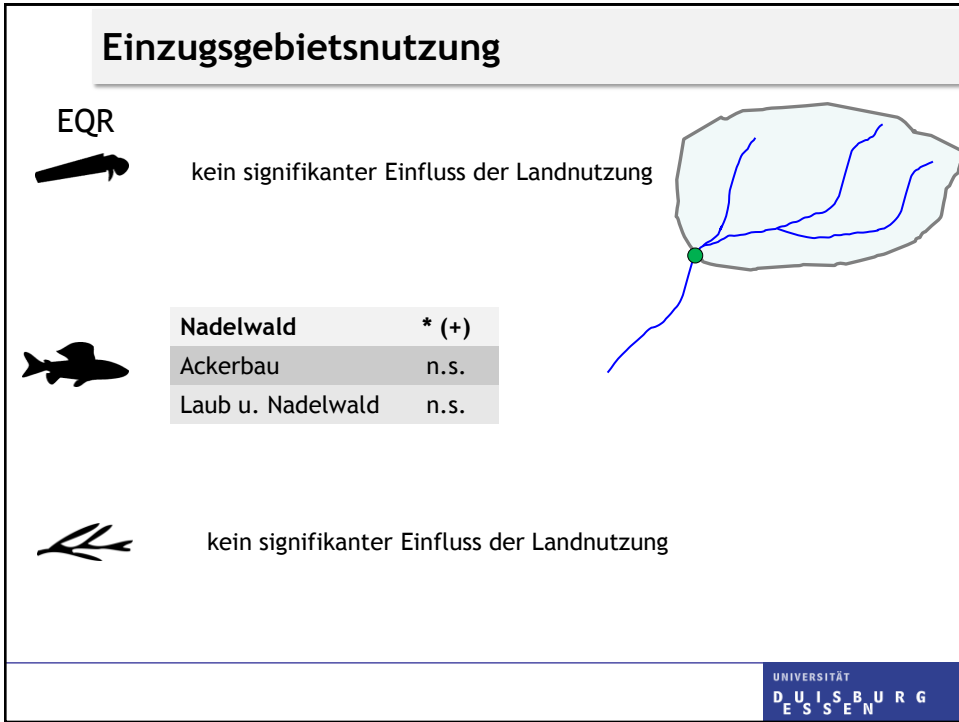 Einzugsgebietsnutzung
EQR
kein signifikanter Einfluss der Landnutzung
Nadelwald * (+)
Ackerbau n.s.
Laub u. Nadelwald n.s.
kein signifikanter Einfluss der Landnutzung
UNIVERSITÄT
DUISBURG
ESSEN